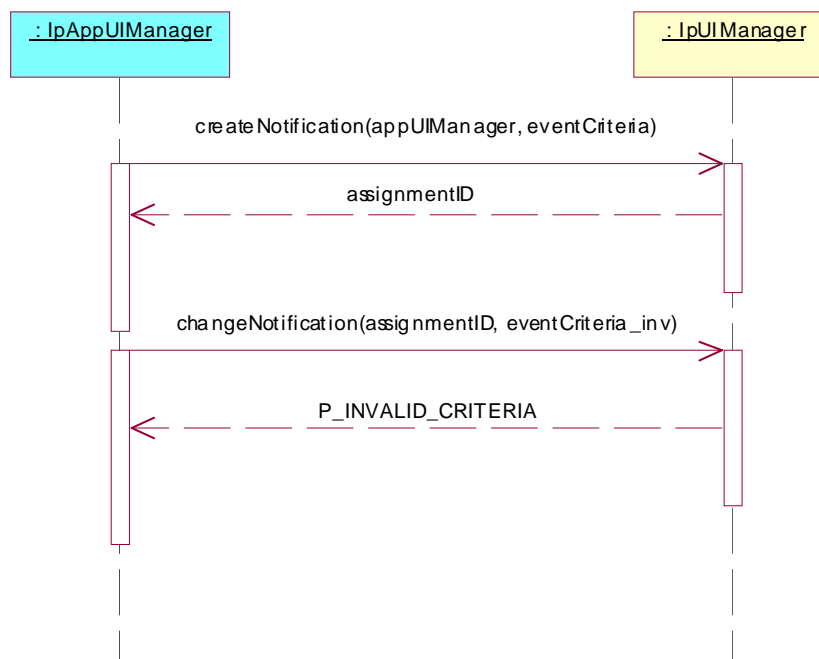 : IpAppUIManager
: IpUIManager
createNotification(appUIManager, eventCriteria)
assignmentID
changeNotification(assignmentID, eventCriteria_inv)
P_INVALID_CRITERIA